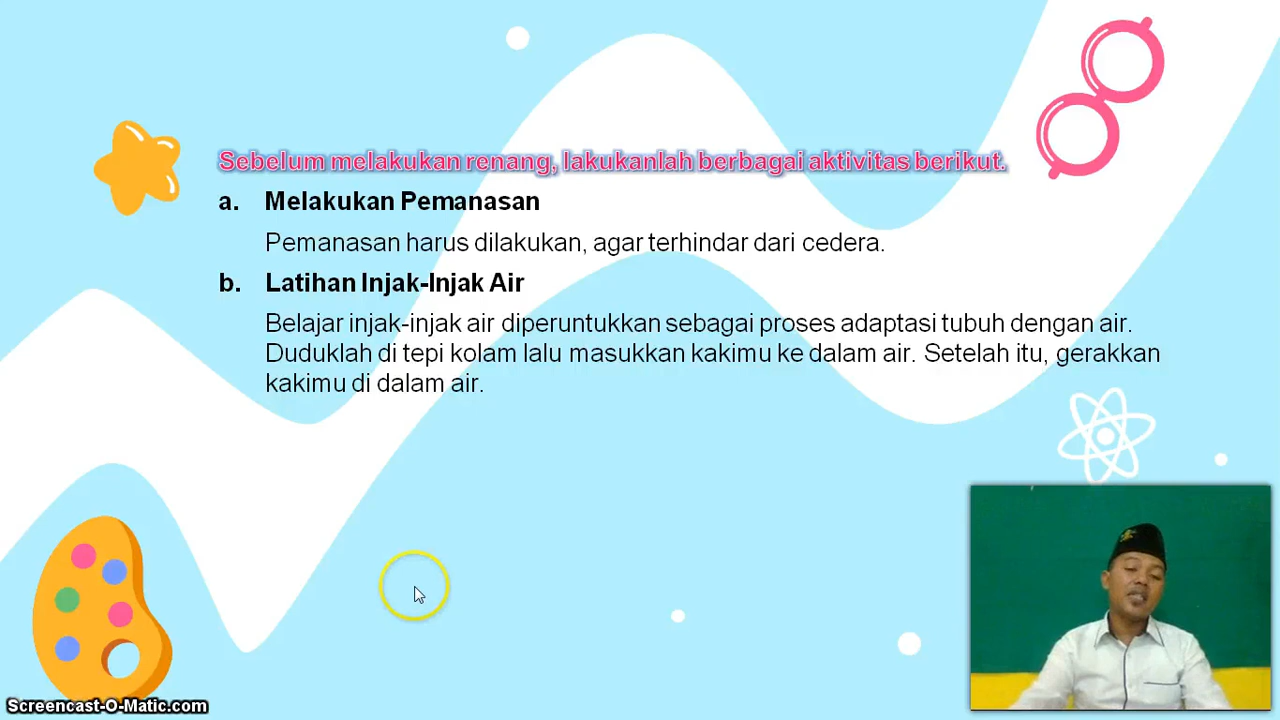 Sebelum melakukan renang, lakukanlah berbagai aktivitas berikut.
a. Melakukan Pemanasan
Pemanasan harus dilakukan, agar terhindar dari cedera.
b. Latihan Injak-Injak Air
Belajar injak-injak air diperuntukkan sebagai proses adaptasi tubuh dengan air.
Duduklah di tepi kolam lalu masukkan kakimu ke dalam air. Setelah itu, gerakkan
kakimu di dalam air.
Screencast-O-Matic.com